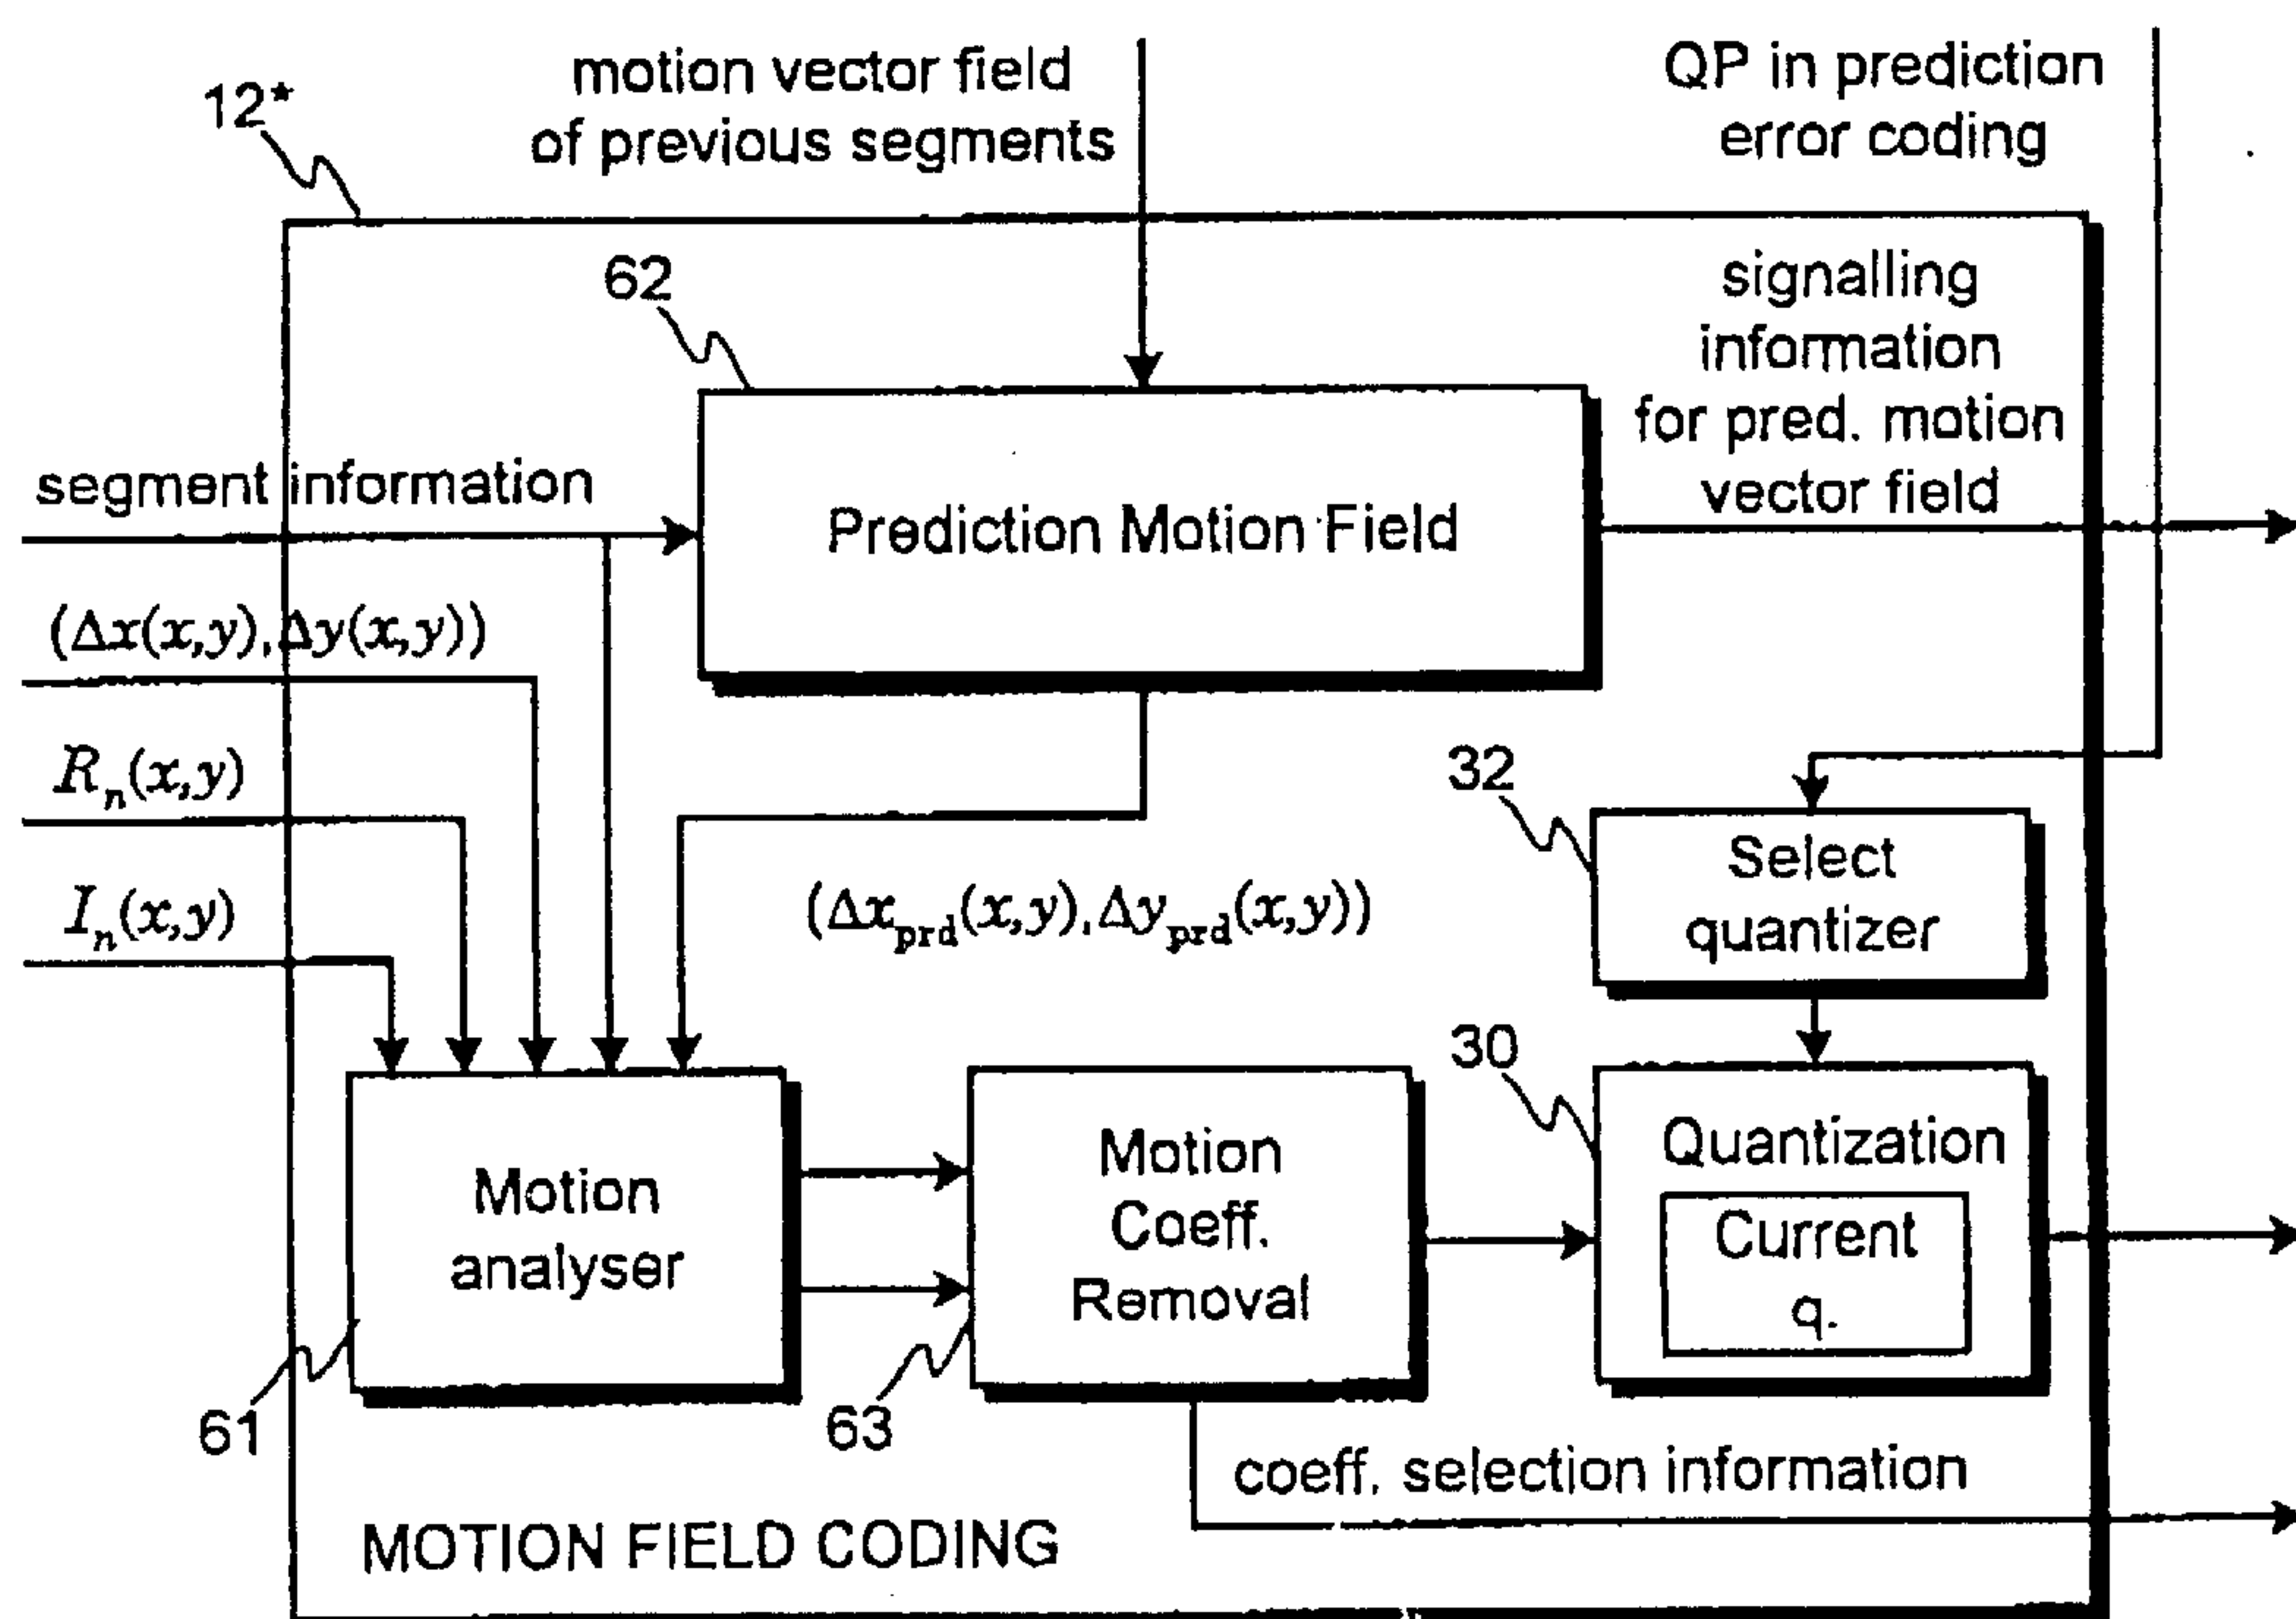 motion vector field
of previous segments
QP in prediction
error coding
12*
62
signalling
information
for pred. motion
vector field
segment information
Prediction Motion Field
(Δx(x,y),Δy(x,y))
Rₙ(x,y)
Iₙ(x,y)
(Δx_prd(x,y),Δy_prd(x,y))
32
Select
quantizer
30
Quantization
Current
q.
Motion
analyser
Motion
Coeff.
Removal
61
63
coeff. selection information
MOTION FIELD CODING